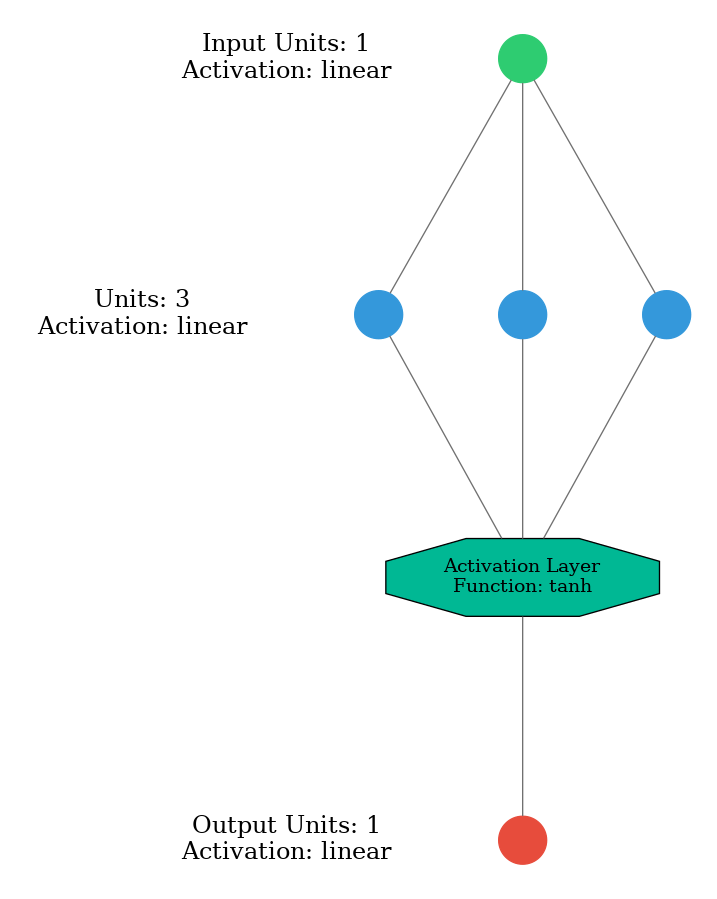 Input Units: 1
Activation: linear
Units: 3
Activation: linear
Activation Layer
Function: tanh
Output Units: 1
Activation: linear